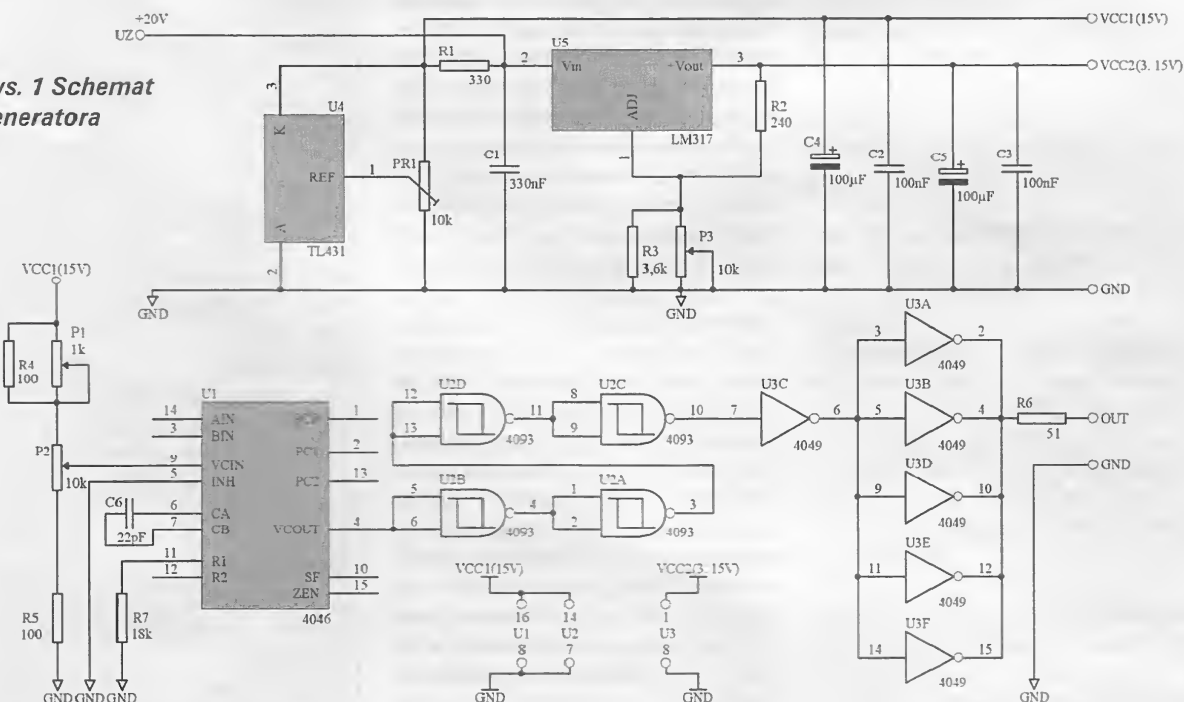 +20V
UZ
VCC1(15V)
R1
330
2
U5
Vin
+Vout
ADJ
LM317
3
VCC2(3..15V)
ys. 1 Schemat
eneratora
3
U4
K
REF
A
TL431
1
2
PR1
10k
C1
330nF
1
R2
240
R3
3,6k
P3
10k
C4
+
100µF
C2
100nF
C5
+
100µF
C3
100nF
GND
GND
GND
VCC1(15V)
P1
1k
R4
100
P2
10k
R5
100
GND
GND
GND
C6
22pF
R7
18k
U1
14
AIN
3
BIN
9
VCIN
5
INH
6
CA
7
CB
11
R1
12
R2
1
PC1
2
PC2
13
VCOUT
4
SF
10
ZEN
15
4046
U2D
12
13
11
4093
U2C
8
9
10
4093
U2B
5
6
4
4093
U2A
1
2
3
4093
U3C
7
6
4049
U3A
3
2
4049
U3B
5
4
4049
U3D
9
10
4049
U3E
11
12
4049
U3F
14
15
4049
R6
51
OUT
GND
GND
VCC1(15V)
16
14
U1
U2
8
7
GND
VCC2(3..15V)
1
U3
8
GND